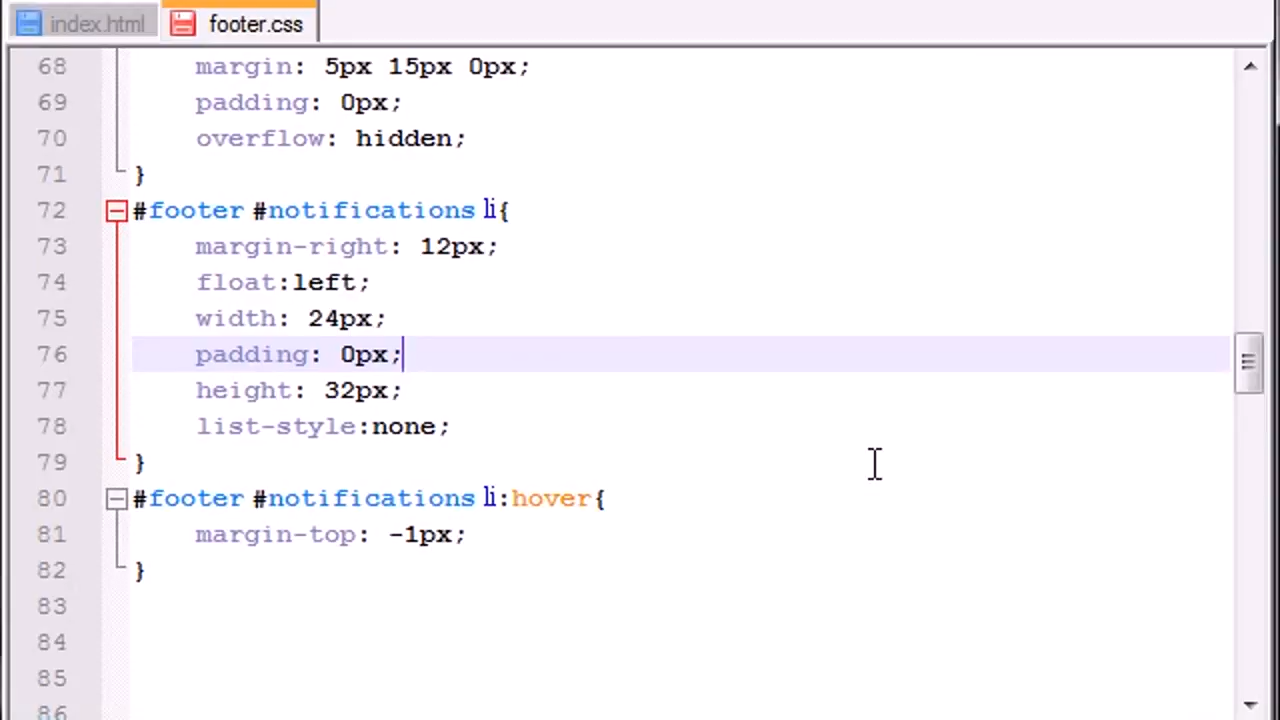 index.html footer.css
68 margin: 5px 15px 0px;
69 padding: 0px;
70 overflow: hidden;
71 }
72 #footer #notifications li{
73 margin-right: 12px;
74 float:left;
75 width: 24px;
76 padding: 0px;
77 height: 32px;
78 list-style:none;
79 }
80 #footer #notifications li:hover{
81 margin-top: -1px;
82 }
83
84
85
86